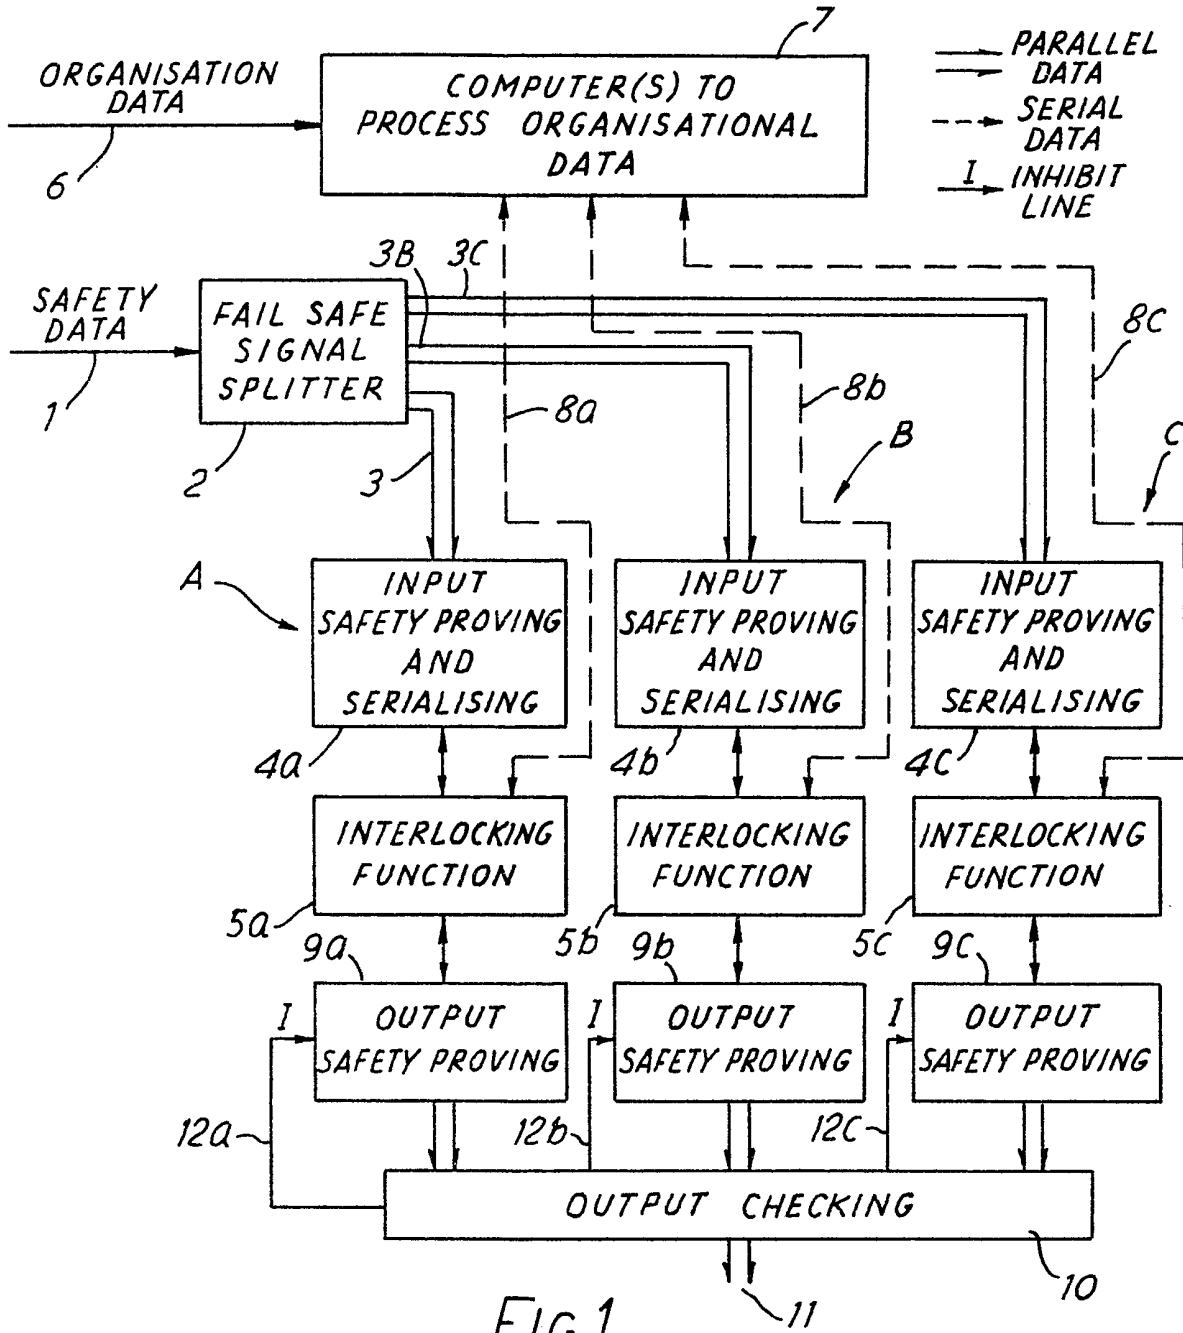 7
ORGANISATION
DATA
6
COMPUTER(S) TO
PROCESS ORGANISATIONAL
DATA
PARALLEL
DATA
SERIAL
DATA
I
INHIBIT
LINE
SAFETY
DATA
1
FAIL SAFE
SIGNAL
SPLITTER
2
3B
3C
3
8a
8b
8c
A
B
C
INPUT
SAFETY PROVING
AND
SERIALISING
4a
INPUT
SAFETY PROVING
AND
SERIALISING
4b
INPUT
SAFETY PROVING
AND
SERIALISING
4c
INTERLOCKING
FUNCTION
5a
INTERLOCKING
FUNCTION
5b
INTERLOCKING
FUNCTION
5c
9a
I
OUTPUT
SAFETY PROVING
12a
9b
I
OUTPUT
SAFETY PROVING
12b
9c
I
OUTPUT
SAFETY PROVING
12c
OUTPUT CHECKING
10
11
FIG.1